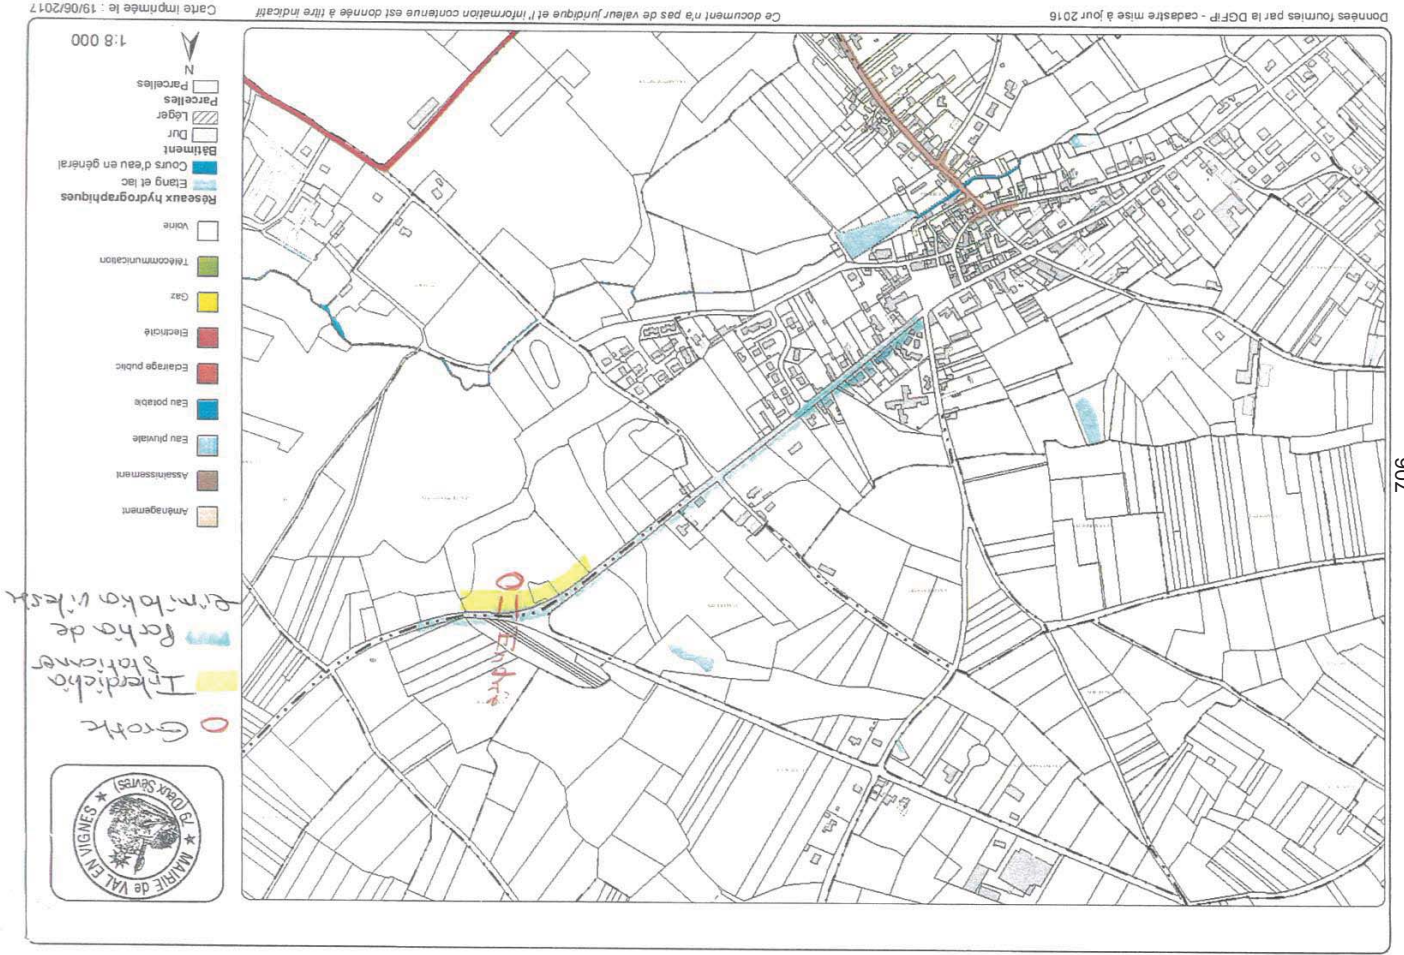 MAIRIE de VAL EN VIGNES
79 (Deux Sèvres)
Grotte
Interdiction
stationner
Portion de
limitation vitesse
Aménagement
Assainissement
Eau pluviale
Eau potable
Eclairage public
Electricité
Gaz
Télécommunication
Voirie
Réseaux hydrographiques
Etang et lac
Cours d'eau en général
Bâtiment
Dur
Léger
Parcelles
Parcelles
N
1:8 000
Entrée
Données fournies par la DGFiP - cadastre mise à jour 2016
Ce document n'a pas de valeur juridique et l'information contenue est donnée à titre indicatif
Carte imprimée le : 19/06/2017
706